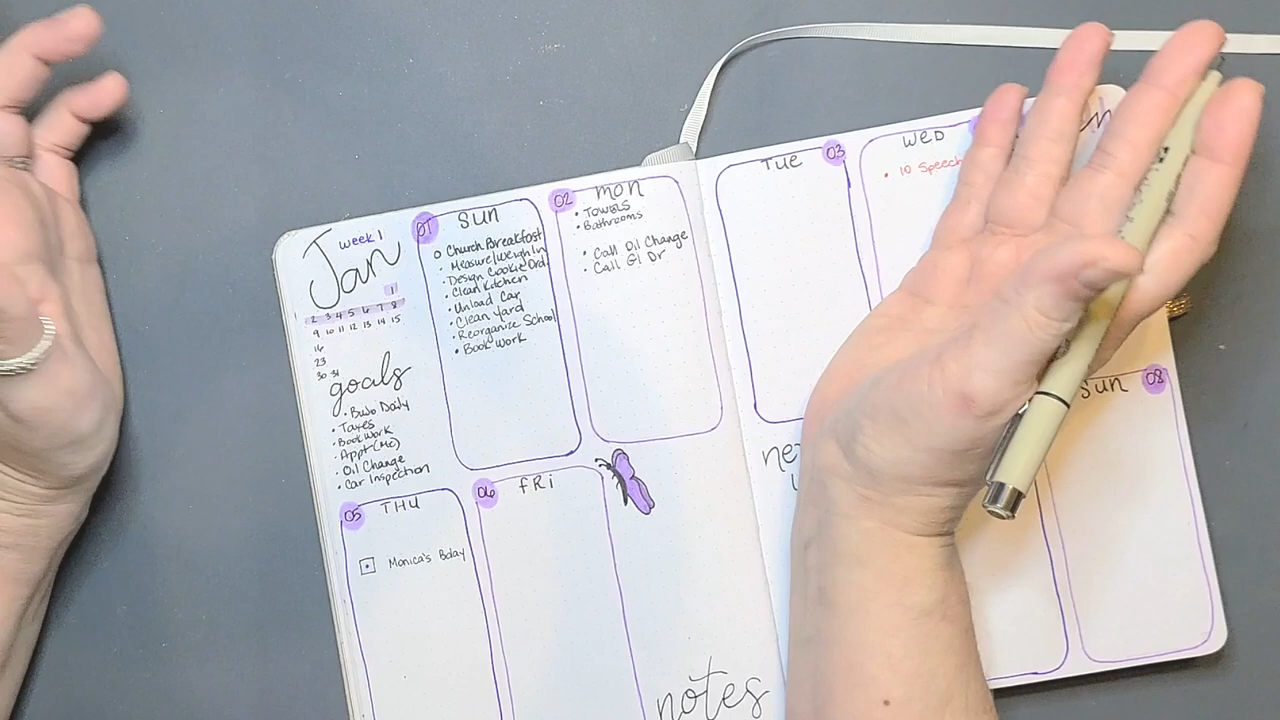 week 1
Jan
1
1 2 3 4 5 6 7 8
9 10 11 12 13 14 15
16
23
30 31
goals
• Bujo Daily
• Taxes
• Book Work
• Appt (Me)
• Oil Change
• Car Inspection
01 Sun
o Church Breakfast
• Measure/Weigh In
• Design Cookie Ord
• Clean Kitchen
• Unload Car
• Clean Yard
• Reorganize School
• Book Work
02 mon
• Towels
• Bathrooms
• Call Oil Change
• Call GI Dr
Tue 03
WED
• 10 Speech
05 THU
Monica's Bday
06 fRi
notes
Sun 08